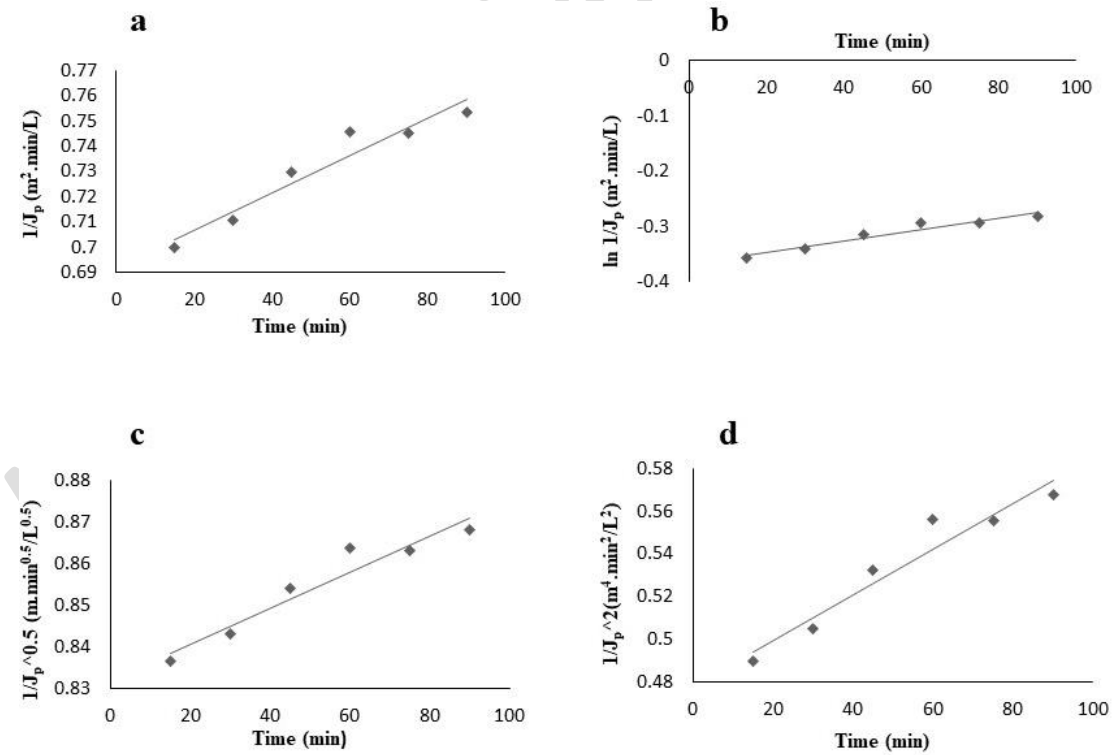 a
0.77
0.76
0.75
0.74
0.73
0.72
0.71
0.7
0.69
1/Jₚ (m².min/L)
0 20 40 60 80 100
Time (min)
b
Time (min)
0
0 20 40 60 80 100
-0.1
-0.2
-0.3
-0.4
ln 1/Jₚ (m².min/L)
c
0.88
0.87
0.86
0.85
0.84
0.83
1/Jₚ^0.5 (m.min⁰·⁵/L⁰·⁵)
0 20 40 60 80 100
Time (min)
d
0.58
0.56
0.54
0.52
0.5
0.48
1/Jₚ^2(m⁴.min²/L²)
0 20 40 60 80 100
Time (min)